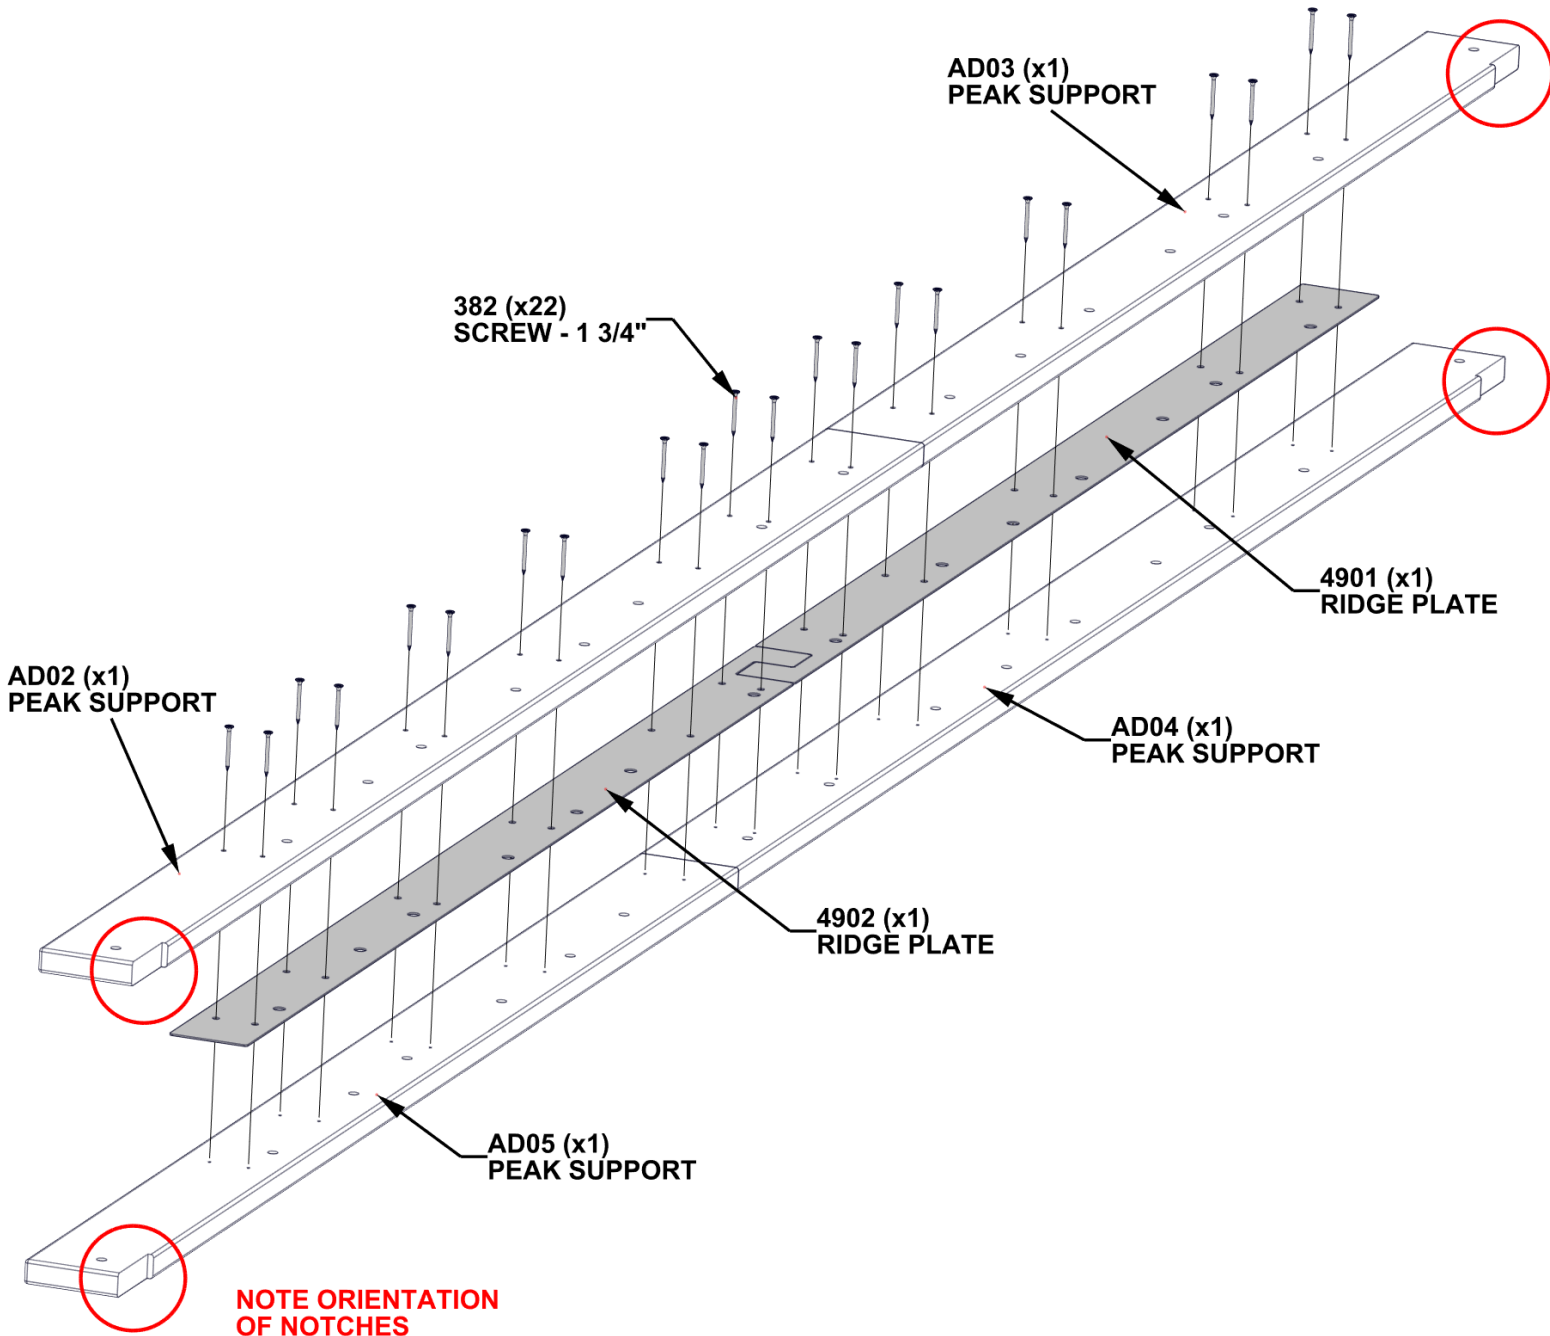 AD03 (x1)
PEAK SUPPORT
382 (x22)
SCREW - 1 3/4"
4901 (x1)
RIDGE PLATE
AD02 (x1)
PEAK SUPPORT
AD04 (x1)
PEAK SUPPORT
4902 (x1)
RIDGE PLATE
AD05 (x1)
PEAK SUPPORT
NOTE ORIENTATION
OF NOTCHES